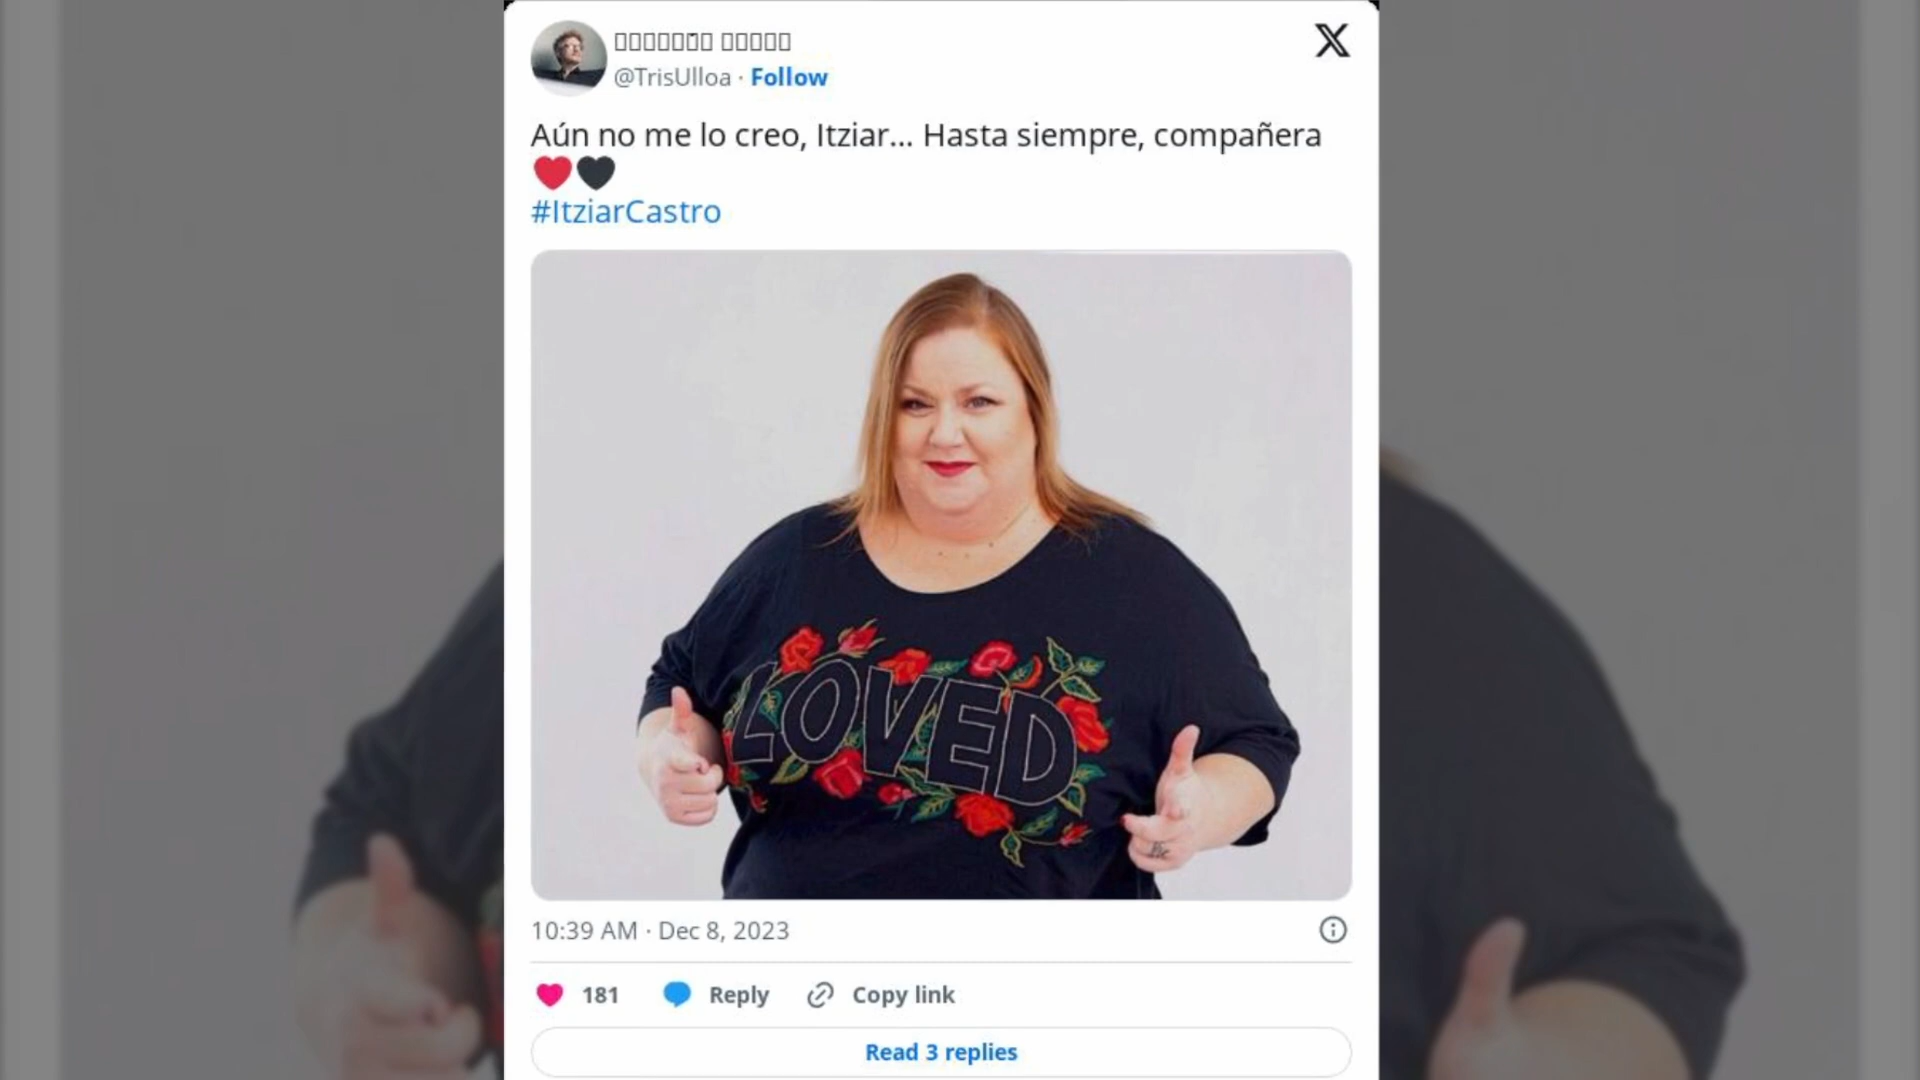 @TrisUlloa · Follow
Aún no me lo creo, Itziar... Hasta siempre, compañera
❤️🖤
#ItziarCastro
LOVED
10:39 AM · Dec 8, 2023
181 Reply Copy link
Read 3 replies